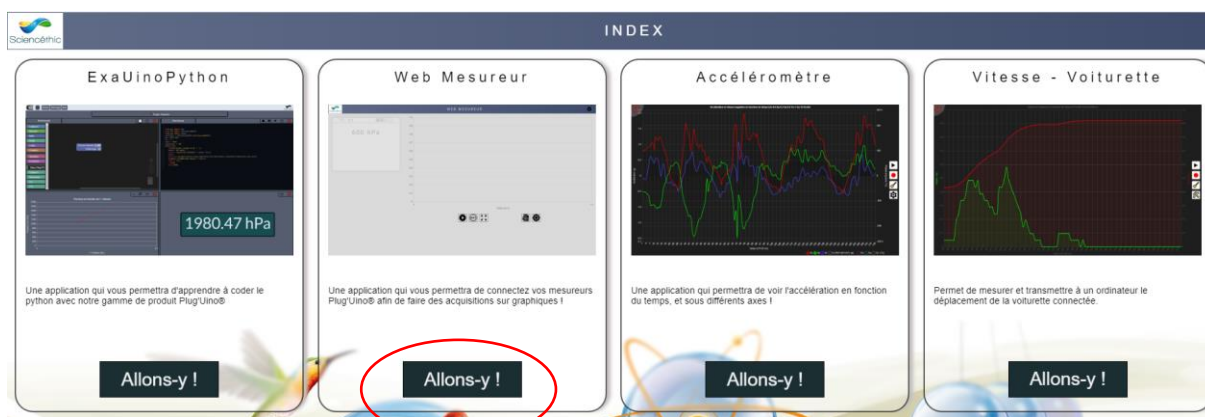 Sciencéthic
INDEX
ExaUinoPython
1980.47 hPa
Une application qui vous permettra d'apprendre à coder le
python avec notre gamme de produit Plug'Uino®
Allons-y !
Web Mesureur
WEB MESUREUR
Une application qui vous permettra de connectez vos mesureurs
Plug'Uino® afin de faire des acquisitions sur graphiques !
Allons-y !
Accéléromètre
Une application qui permettra de voir l'accélération en fonction
du temps, et sous différents axes !
Allons-y !
Vitesse - Voiturette
Permet de mesurer et transmettre à un ordinateur le
déplacement de la voiturette connectée.
Allons-y !